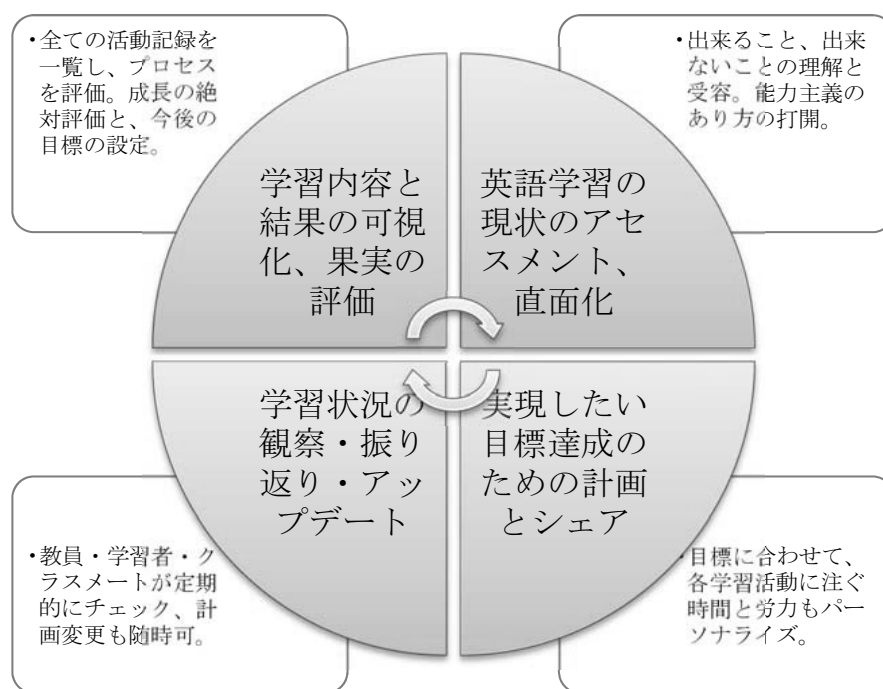 ・全ての活動記録を
一覧し、プロセス
を評価。成長の絶
対評価と、今後の
目標の設定。
・出来ること、出来
ないことの理解と
受容。能力主義の
あり方の打開。
学習内容と
結果の可視
化、果実の
評価
英語学習の
現状のアセ
スメント、
直面化
学習状況の
観察・振り
返り・アッ
プデート
実現したい
目標達成の
ための計画
とシェア
・教員・学習者・ク
ラスメートが定期
的にチェック、計
画変更も随時可。
・目標に合わせて、
各学習活動に注ぐ
時間と労力もパー
ソナライズ。